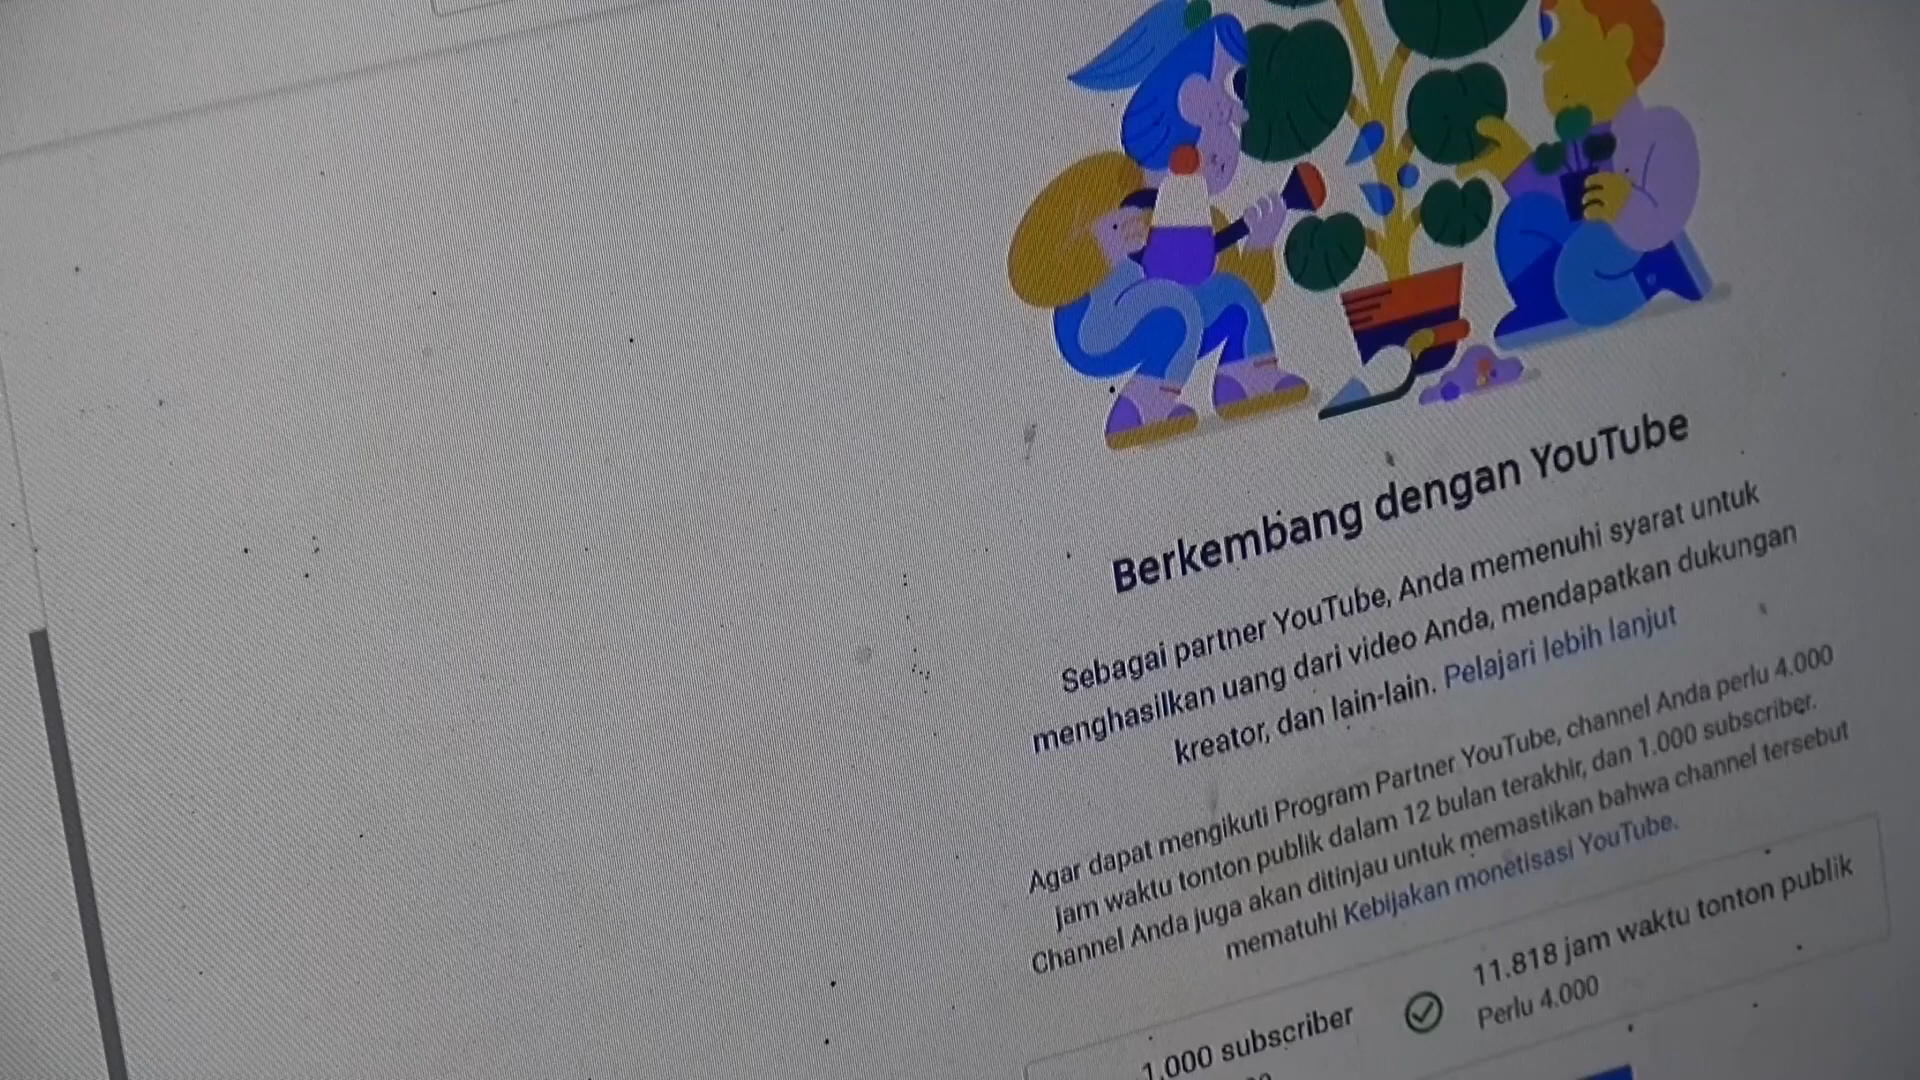 Berkembang dengan YouTube
Sebagai partner YouTube, Anda memenuhi syarat untuk
menghasilkan uang dari video Anda, mendapatkan dukungan
kreator, dan lain-lain. Pelajari lebih lanjut
Agar dapat mengikuti Program Partner YouTube, channel Anda perlu 4.000
jam waktu tonton publik dalam 12 bulan terakhir, dan 1.000 subscriber.
Channel Anda juga akan ditinjau untuk memastikan bahwa channel tersebut
mematuhi Kebijakan monetisasi YouTube.
1.000 subscriber
11.818 jam waktu tonton publik
Perlu 4.000